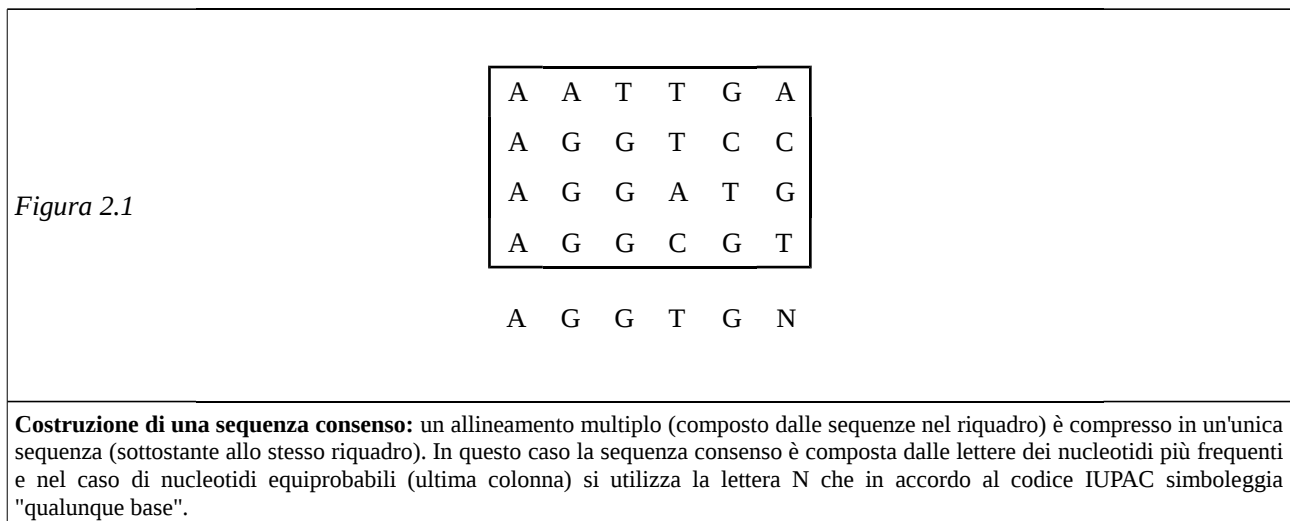 A A T T G A
A G G T C C
A G G A T G
Figura 2.1
A G G C G T
A G G T G N
Costruzione di una sequenza consenso: un allineamento multiplo (composto dalle sequenze nel riquadro) è compresso in un'unica
sequenza (sottostante allo stesso riquadro). In questo caso la sequenza consenso è composta dalle lettere dei nucleotidi più frequenti
e nel caso di nucleotidi equiprobabili (ultima colonna) si utilizza la lettera N che in accordo al codice IUPAC simboleggia
"qualunque base".